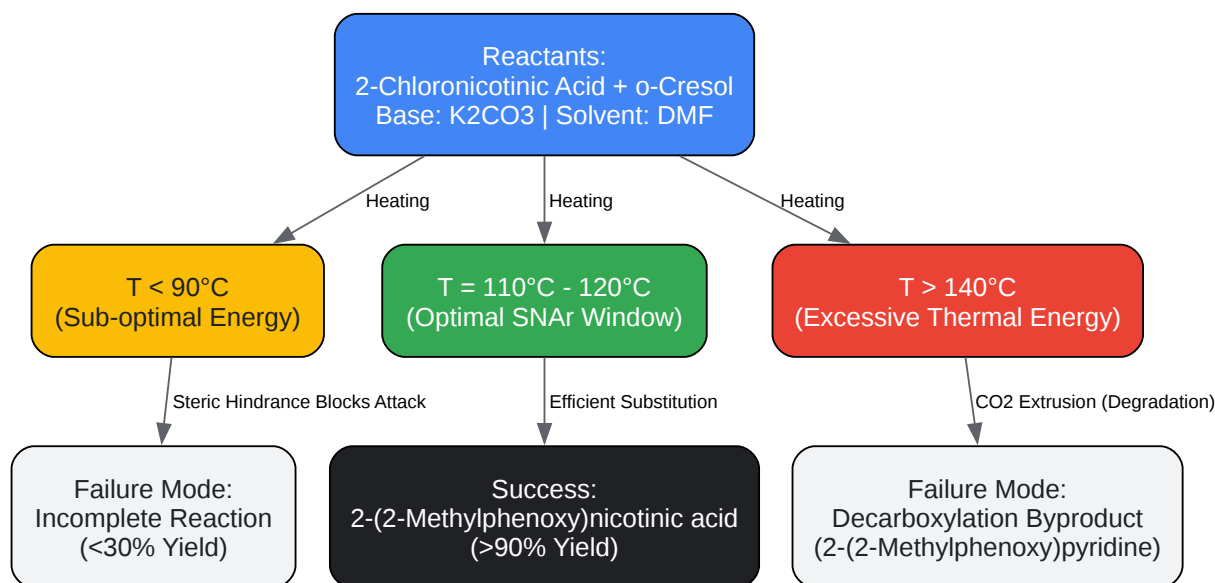 Reactants:
2-Chloronicotinic Acid + o-Cresol
Base: K2CO3 | Solvent: DMF
Heating
Heating
Heating
T < 90°C
(Sub-optimal Energy)
T = 110°C - 120°C
(Optimal SNAr Window)
T > 140°C
(Excessive Thermal Energy)
Steric Hindrance Blocks Attack
Efficient Substitution
CO2 Extrusion (Degradation)
Failure Mode:
Incomplete Reaction
(<30% Yield)
Success:
2-(2-Methylphenoxy)nicotinic acid
(>90% Yield)
Failure Mode:
Decarboxylation Byproduct
(2-(2-Methylphenoxy)pyridine)